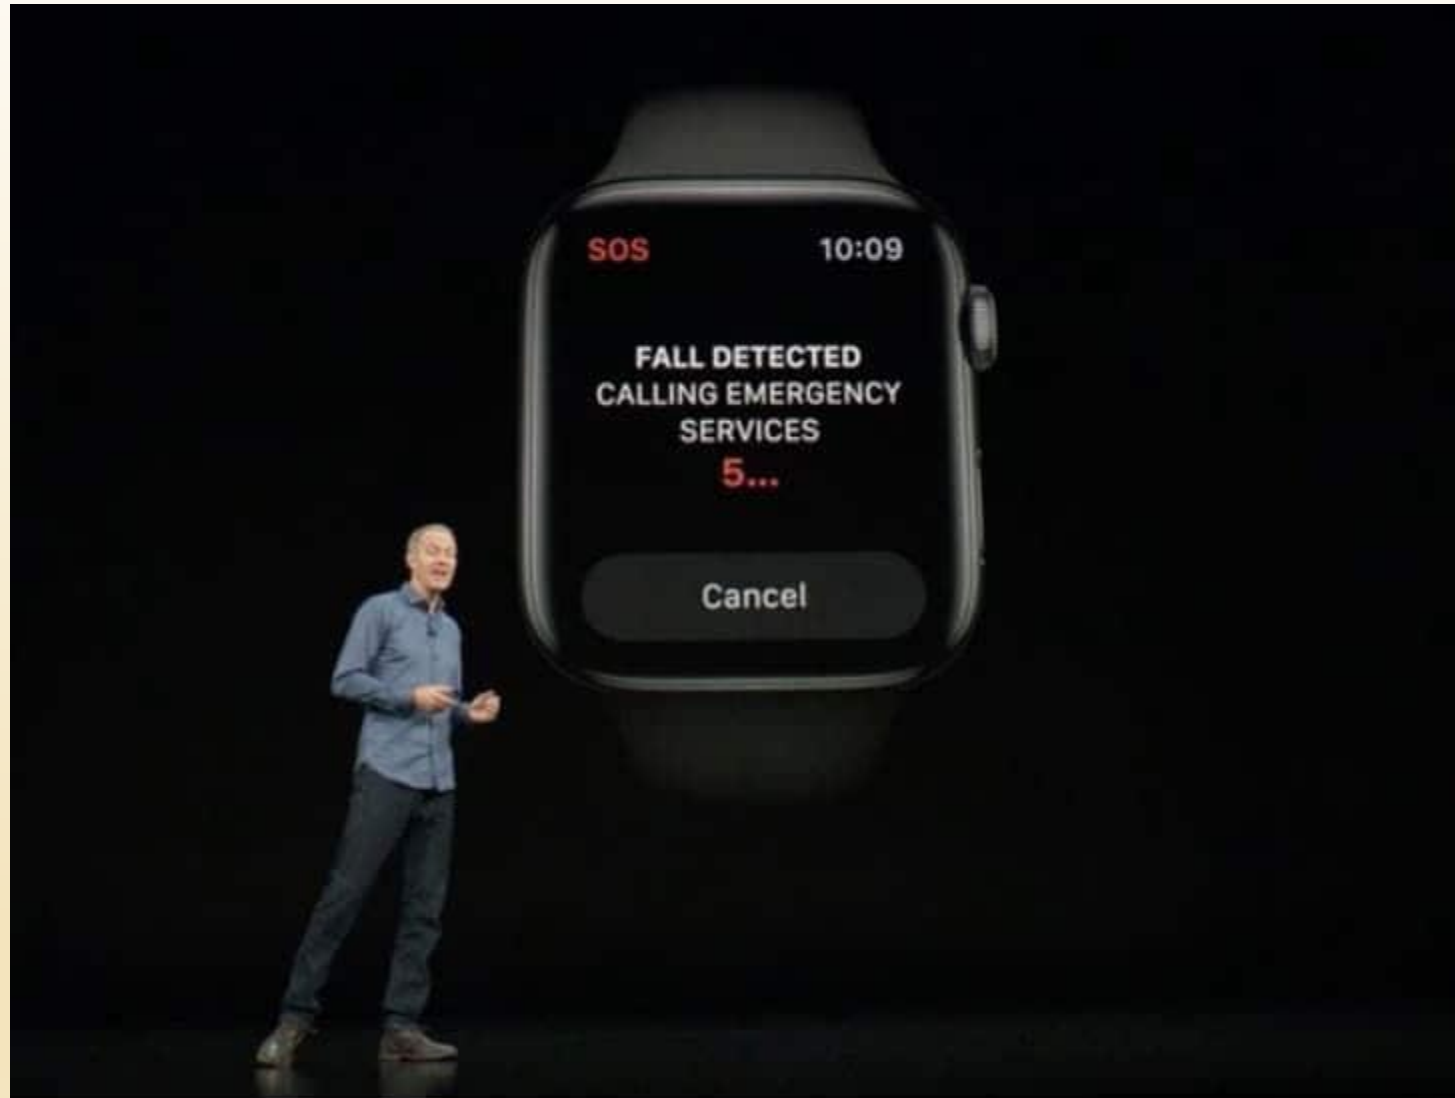 SOS 10:09
FALL DETECTED
CALLING EMERGENCY
SERVICES
5...
Cancel